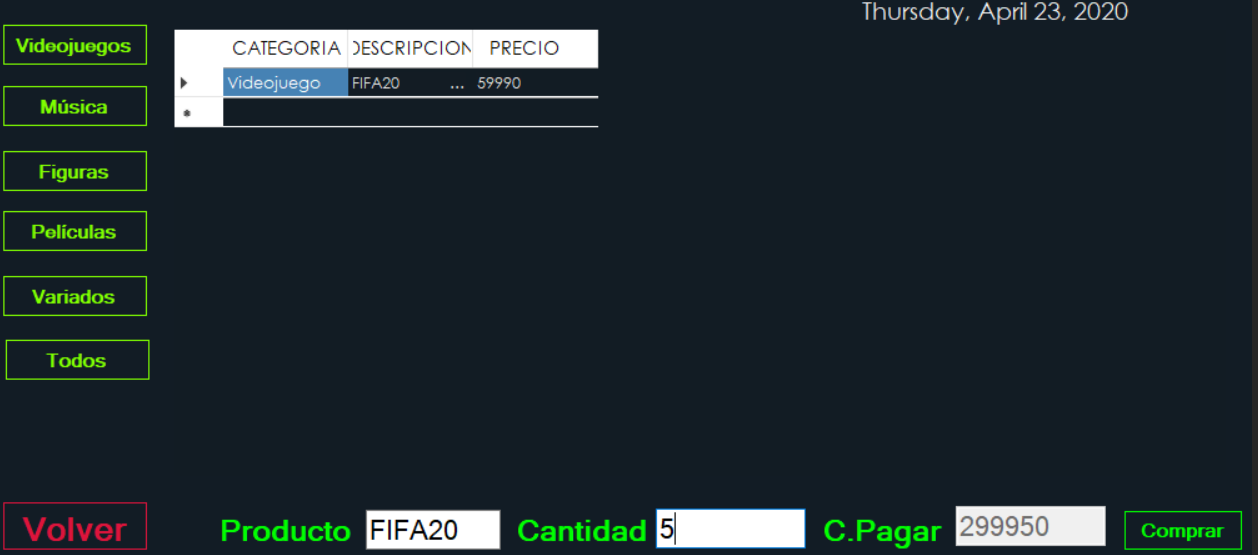 Thursday, April 23, 2020
Videojuegos
Música
Figuras
Películas
Variados
Todos
CATEGORIA DESCRIPCION PRECIO
Videojuego FIFA20 ... 59990
Volver
Producto FIFA20 Cantidad 5 C.Pagar 299950 Comprar